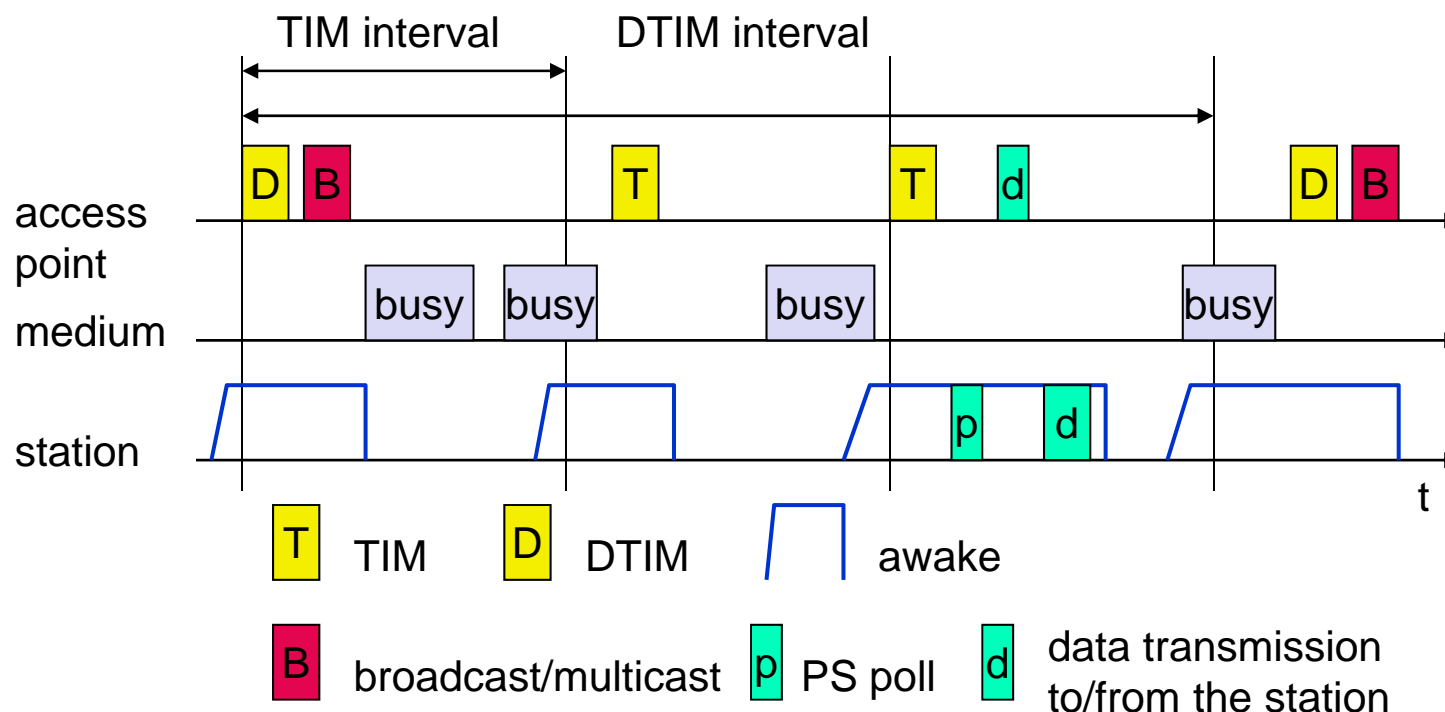 TIM interval DTIM interval
D B T T d D B
access
point
busy busy busy busy
medium
p d
station
t
T TIM D DTIM awake
B broadcast/multicast p PS poll d data transmission
to/from the station